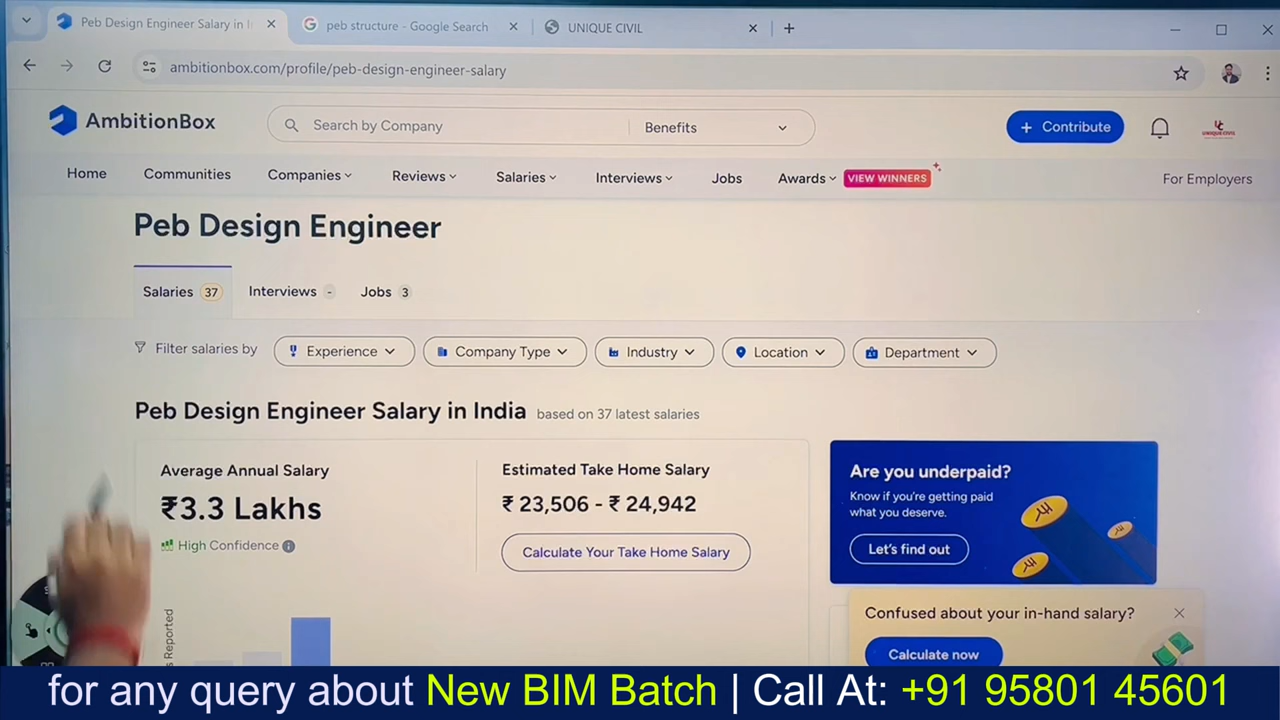 Peb Design Engineer Salary in I
peb structure - Google Search
UNIQUE CIVIL
ambitionbox.com/profile/peb-design-engineer-salary
AmbitionBox
Search by Company
Benefits
+ Contribute
UNIQUE CIVIL
Home
Communities
Companies
Reviews
Salaries
Interviews
Jobs
Awards
VIEW WINNERS
For Employers
Peb Design Engineer
Salaries 37
Interviews -
Jobs 3
Filter salaries by
Experience
Company Type
Industry
Location
Department
Peb Design Engineer Salary in India based on 37 latest salaries
Average Annual Salary
₹3.3 Lakhs
High Confidence
Estimated Take Home Salary
₹ 23,506 - ₹ 24,942
Calculate Your Take Home Salary
Are you underpaid?
Know if you're getting paid
what you deserve.
Let's find out
Confused about your in-hand salary?
Calculate now
Reported
for any query about New BIM Batch | Call At: +91 95801 45601